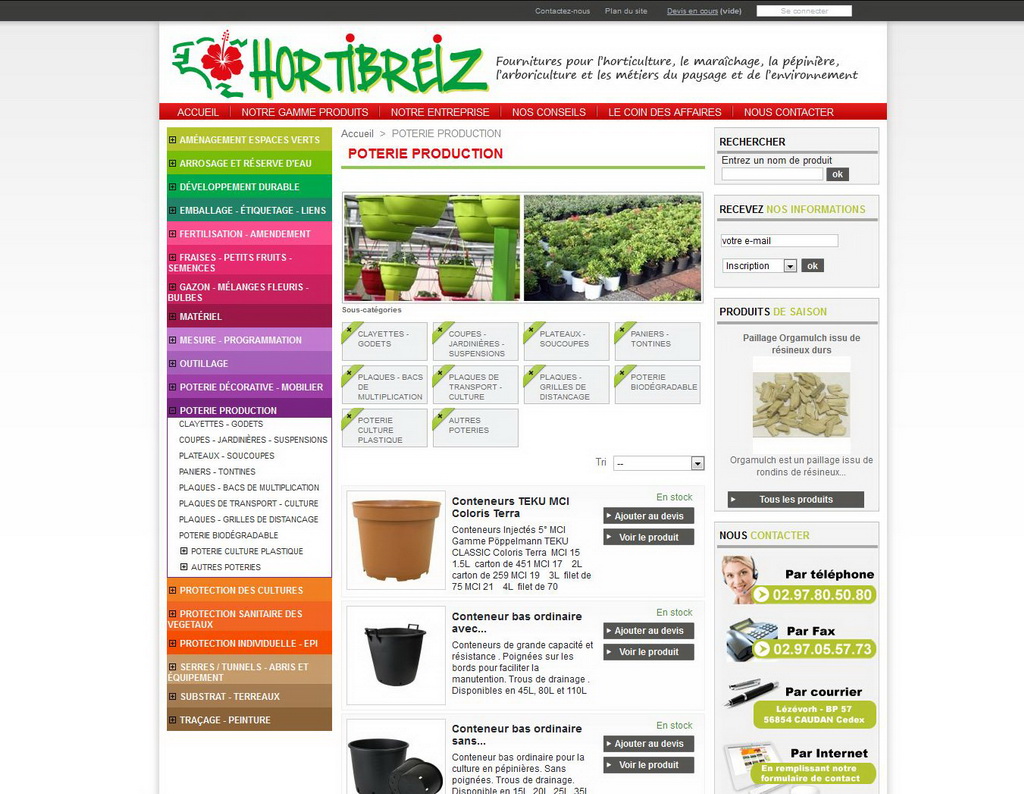 Contactez-nous Plan du site Devis en cours (vide) Se connecter
HORTIBREIZ
Fournitures pour l'horticulture, le maraîchage, la pépinière,
l'arboriculture et les métiers du paysage et de l'environnement
ACCUEIL NOTRE GAMME PRODUITS NOTRE ENTREPRISE NOS CONSEILS LE COIN DES AFFAIRES NOUS CONTACTER
AMÉNAGEMENT ESPACES VERTS
ARROSAGE ET RÉSERVE D'EAU
DÉVELOPPEMENT DURABLE
EMBALLAGE - ÉTIQUETAGE - LIENS
FERTILISATION - AMENDEMENT
FRAISES - PETITS FRUITS -
SEMENCES
GAZON - MÉLANGES FLEURIS -
BULBES
MATÉRIEL
MESURE - PROGRAMMATION
OUTILLAGE
POTERIE DÉCORATIVE - MOBILIER
POTERIE PRODUCTION
CLAYETTES - GODETS
COUPES - JARDINIÈRES - SUSPENSIONS
PLATEAUX - SOUCOUPES
PANIERS - TONTINES
PLAQUES - BACS DE MULTIPLICATION
PLAQUES DE TRANSPORT - CULTURE
PLAQUES - GRILLES DE DISTANCAGE
POTERIE BIODÉGRADABLE
POTERIE CULTURE PLASTIQUE
AUTRES POTERIES
PROTECTION DES CULTURES
PROTECTION SANITAIRE DES
VEGETAUX
PROTECTION INDIVIDUELLE - EPI
SERRES / TUNNELS - ABRIS ET
ÉQUIPEMENT
SUBSTRAT - TERREAUX
TRAÇAGE - PEINTURE
Accueil > POTERIE PRODUCTION
POTERIE PRODUCTION
Sous-catégories
CLAYETTES -
GODETS
COUPES -
JARDINIÈRES -
SUSPENSIONS
PLATEAUX -
SOUCOUPES
PANIERS -
TONTINES
PLAQUES - BACS
DE
MULTIPLICATION
PLAQUES DE
TRANSPORT -
CULTURE
PLAQUES -
GRILLES DE
DISTANCAGE
POTERIE
BIODÉGRADABLE
POTERIE
CULTURE
PLASTIQUE
AUTRES
POTERIES
Tri --
Conteneurs TEKU MCI
Coloris Terra
Conteneurs Injectés 5° MCI
Gamme Pöppelmann TEKU
CLASSIC Coloris Terra MCI 15
1.5L carton de 451 MCI 17 2L
carton de 259 MCI 19 3L filet de
75 MCI 21 4L filet de 70
En stock
Ajouter au devis
Voir le produit
Conteneur bas ordinaire
avec...
Conteneurs de grande capacité et
résistance . Poignées sur les
bords pour faciliter la
manutention. Trous de drainage .
Disponibles en 45L, 80L et 110L
En stock
Ajouter au devis
Voir le produit
Conteneur bas ordinaire
sans...
Conteneur bas ordinaire pour la
culture en pépinières. Sans
poignées. Trous de drainage.
Disponible en 15L, 20L, 25L, 35L
En stock
Ajouter au devis
Voir le produit
RECHERCHER
Entrez un nom de produit
ok
RECEVEZ NOS INFORMATIONS
votre e-mail
Inscription ok
PRODUITS DE SAISON
Paillage Orgamulch issu de
résineux durs
Orgamulch est un paillage issu de
rondins de résineux...
Tous les produits
NOUS CONTACTER
Par téléphone
02.97.80.50.80
Par Fax
02.97.05.57.73
Par courrier
Lézévorh - BP 57
56854 CAUDAN Cedex
Par Internet
En remplissant notre
formulaire de contact